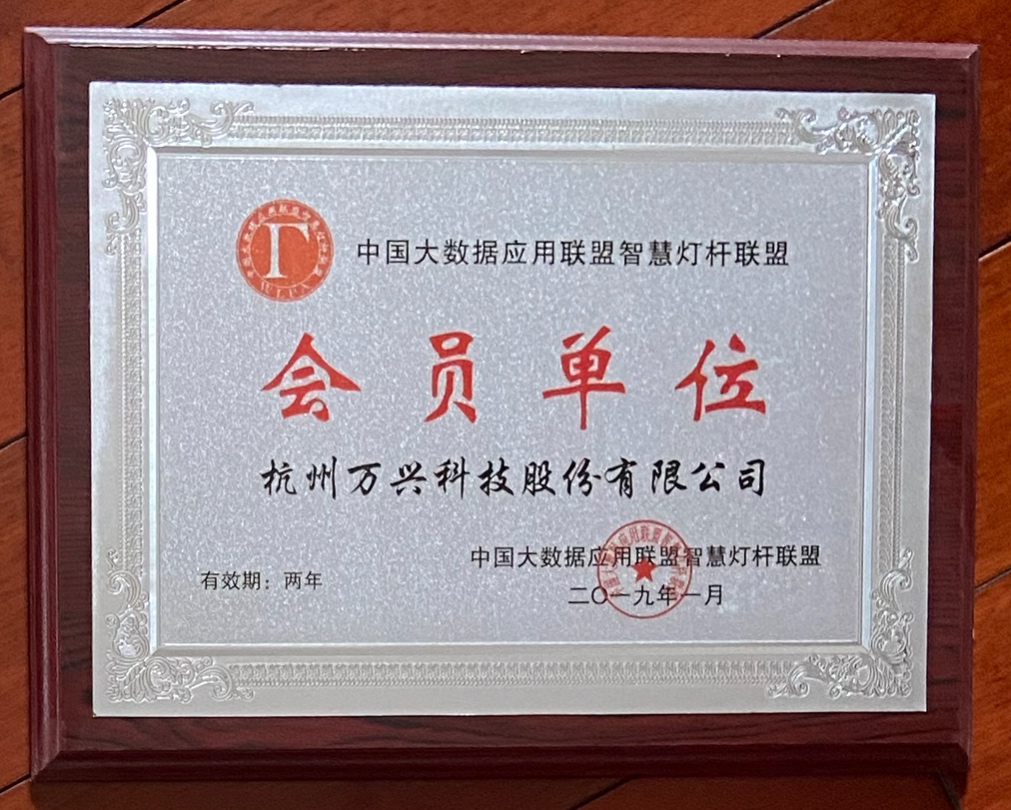 中国大数据应用联盟智慧灯杆联盟
会员单位
杭州万兴科技股份有限公司
中国大数据应用联盟智慧灯杆联盟
有效期：两年
二〇一九年一月